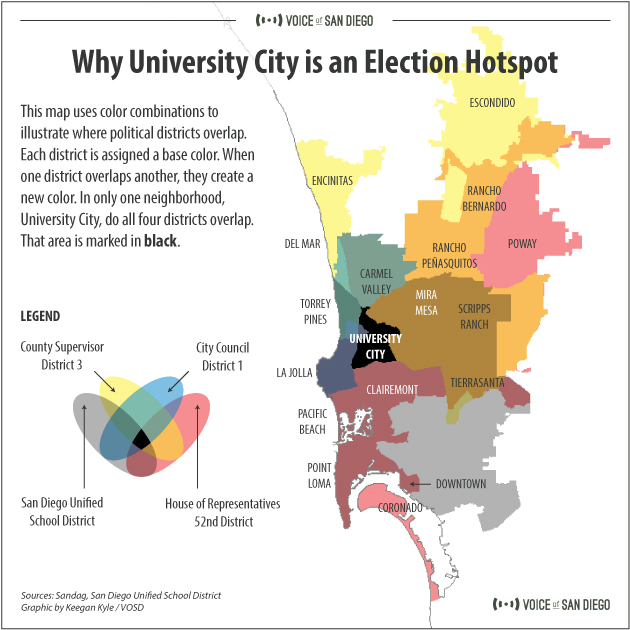 VOICE of SAN DIEGO
Why University City is an Election Hotspot
This map uses color combinations to
illustrate where political districts overlap.
Each district is assigned a base color. When
one district overlaps another, they create a
new color. In only one neighborhood,
University City, do all four districts overlap.
That area is marked in black.
LEGEND
County Supervisor
District 3
City Council
District 1
San Diego Unified
School District
House of Representatives
52nd District
ESCONDIDO
ENCINITAS
RANCHO
BERNARDO
DEL MAR
RANCHO
PEÑASQUITOS
POWAY
CARMEL
VALLEY
MIRA
MESA
TORREY
PINES
SCRIPPS
RANCH
UNIVERSITY
CITY
LA JOLLA
CLAIREMONT
TIERRASANTA
PACIFIC
BEACH
POINT
LOMA
DOWNTOWN
CORONADO
Sources: Sandag, San Diego Unified School District
Graphic by Keegan Kyle / VOSD
VOICE of SAN DIEGO